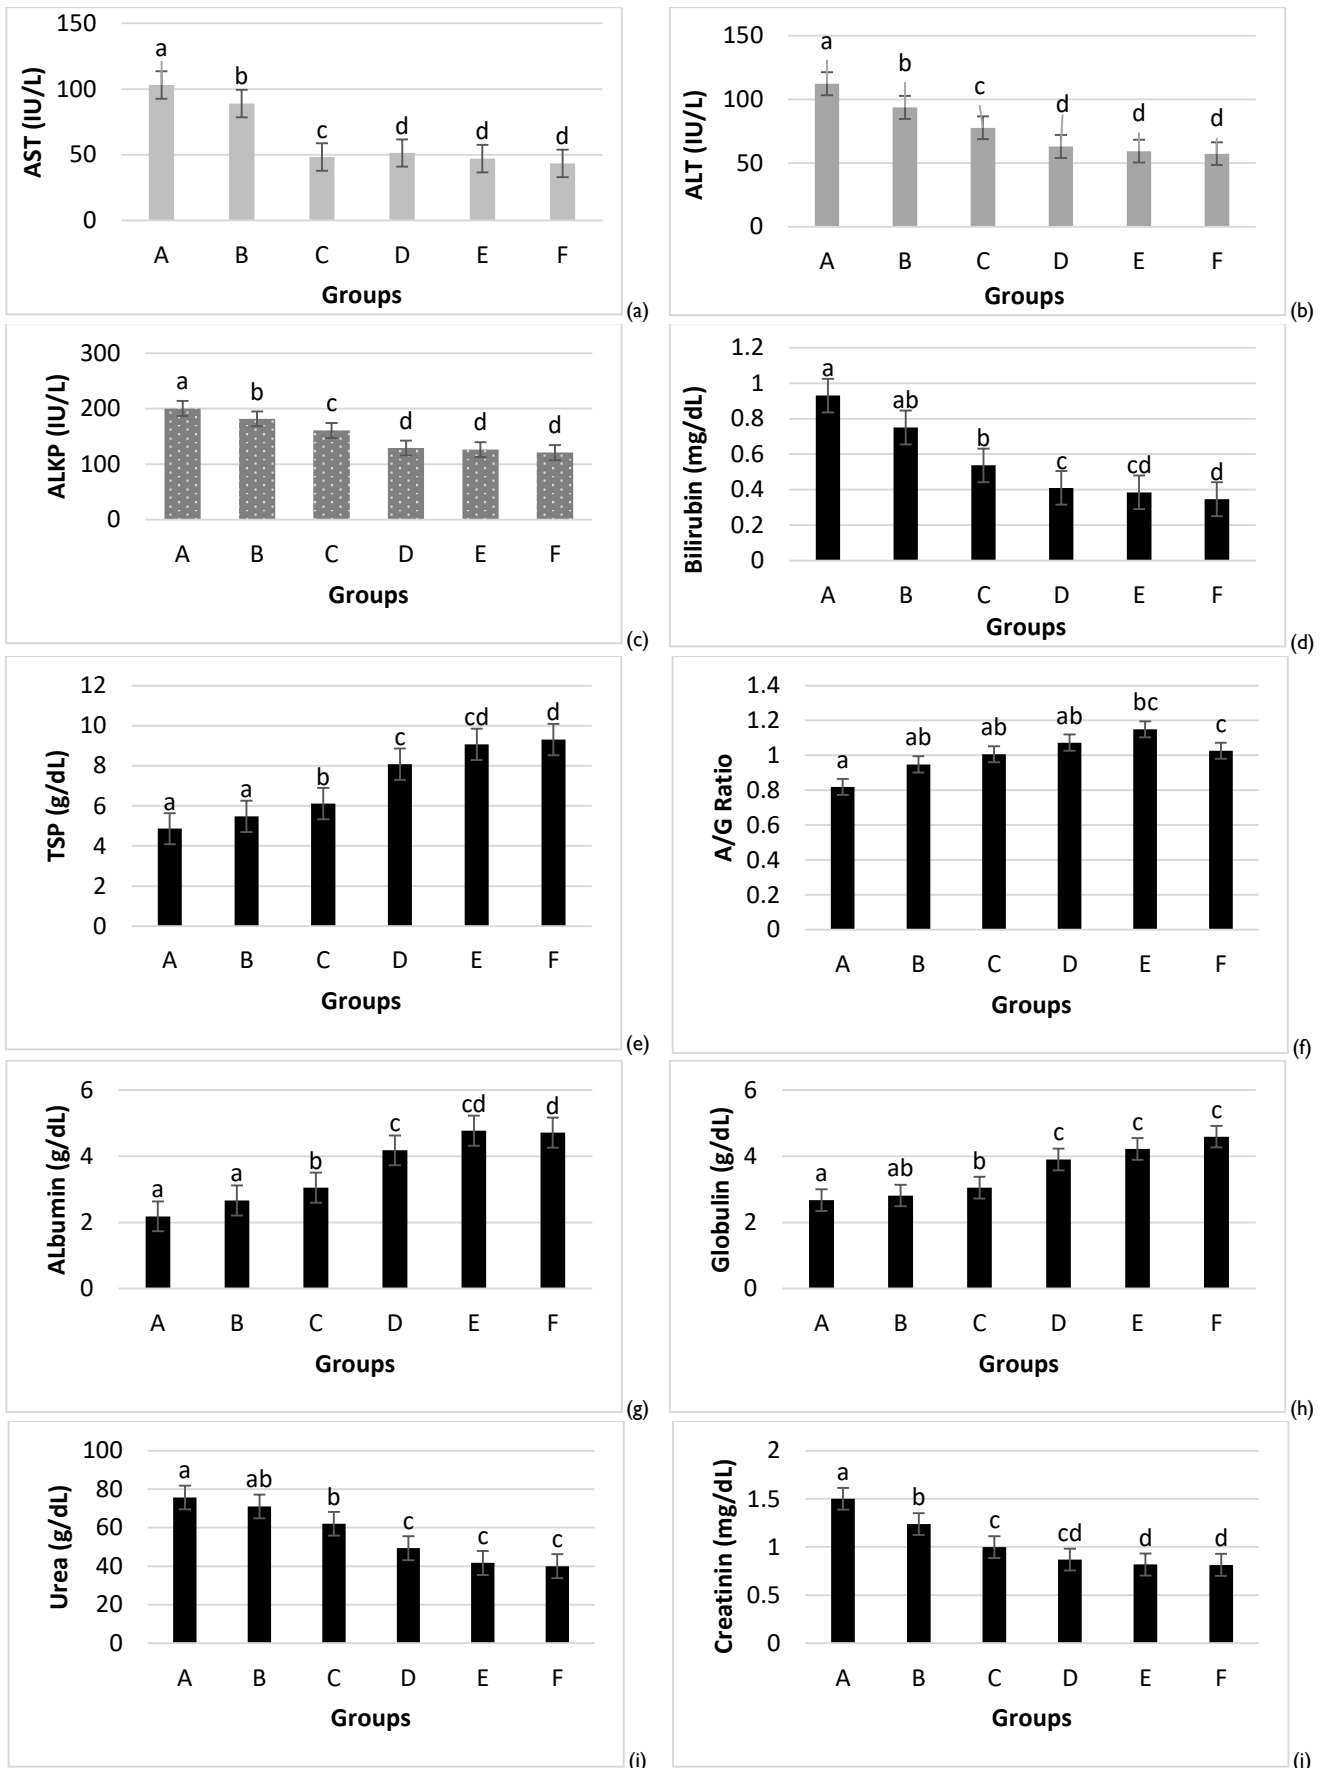 150
100
50
0
AST (IU/L)
a
b
c
d
d
d
A B C D E F
Groups
(a)
150
100
50
0
ALT (IU/L)
a
b
c
d
d
d
A B C D E F
Groups
(b)
300
200
100
0
ALKP (IU/L)
a
b
c
d
d
d
A B C D E F
Groups
(c)
1.2
1
0.8
0.6
0.4
0.2
0
Bilirubin (mg/dL)
a
ab
b
c
cd
d
A B C D E F
Groups
(d)
12
10
8
6
4
2
0
TSP (g/dL)
a
a
b
c
cd
d
A B C D E F
Groups
(e)
1.4
1.2
1
0.8
0.6
0.4
0.2
0
A/G Ratio
a
ab
ab
ab
bc
c
A B C D E F
Groups
(f)
6
4
2
0
ALbumin (g/dL)
a
a
b
c
cd
d
A B C D E F
Groups
(g)
6
4
2
0
Globulin (g/dL)
a
ab
b
c
c
c
A B C D E F
Groups
(h)
100
80
60
40
20
0
Urea (g/dL)
a
ab
b
c
c
c
A B C D E F
Groups
(i)
2
1.5
1
0.5
0
Creatinin (mg/dL)
a
b
c
cd
d
d
A B C D E F
Groups